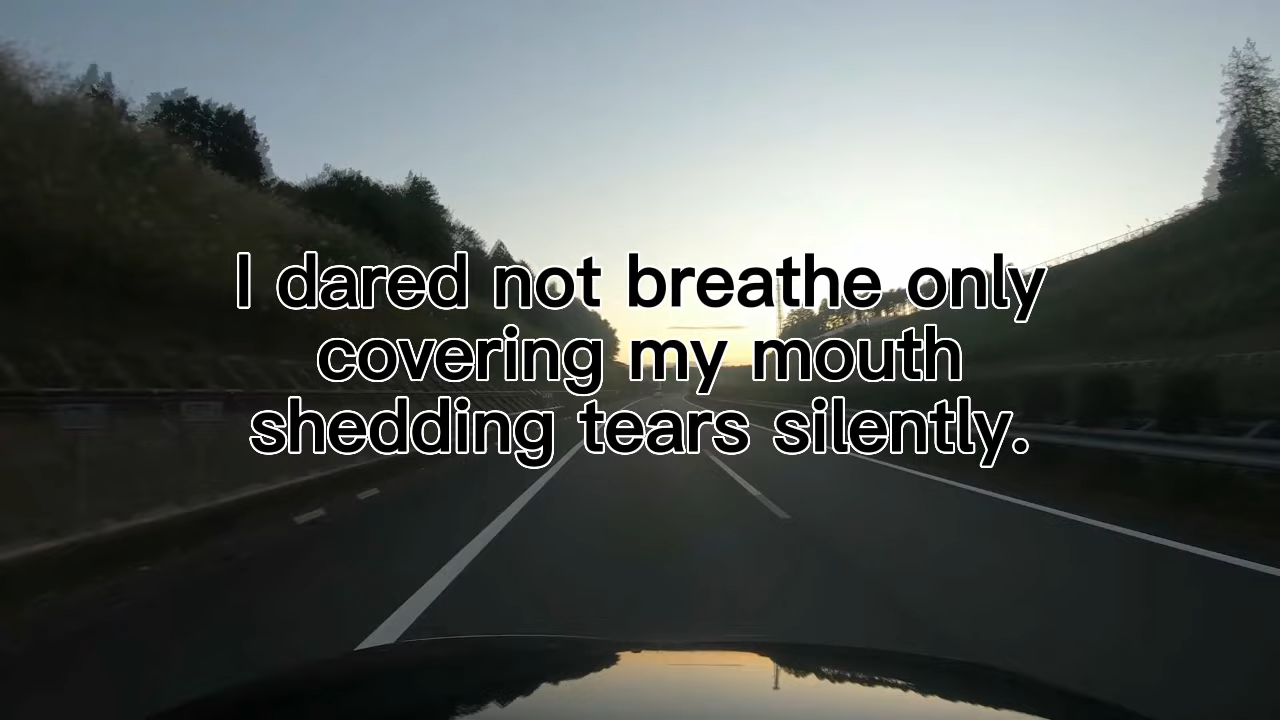 I dared not breathe only
covering my mouth
shedding tears silently.